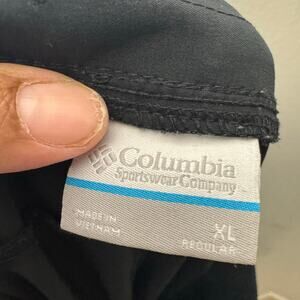 Columbia
Sportswear Company
MADE IN
VIETNAM
XL
REGULAR